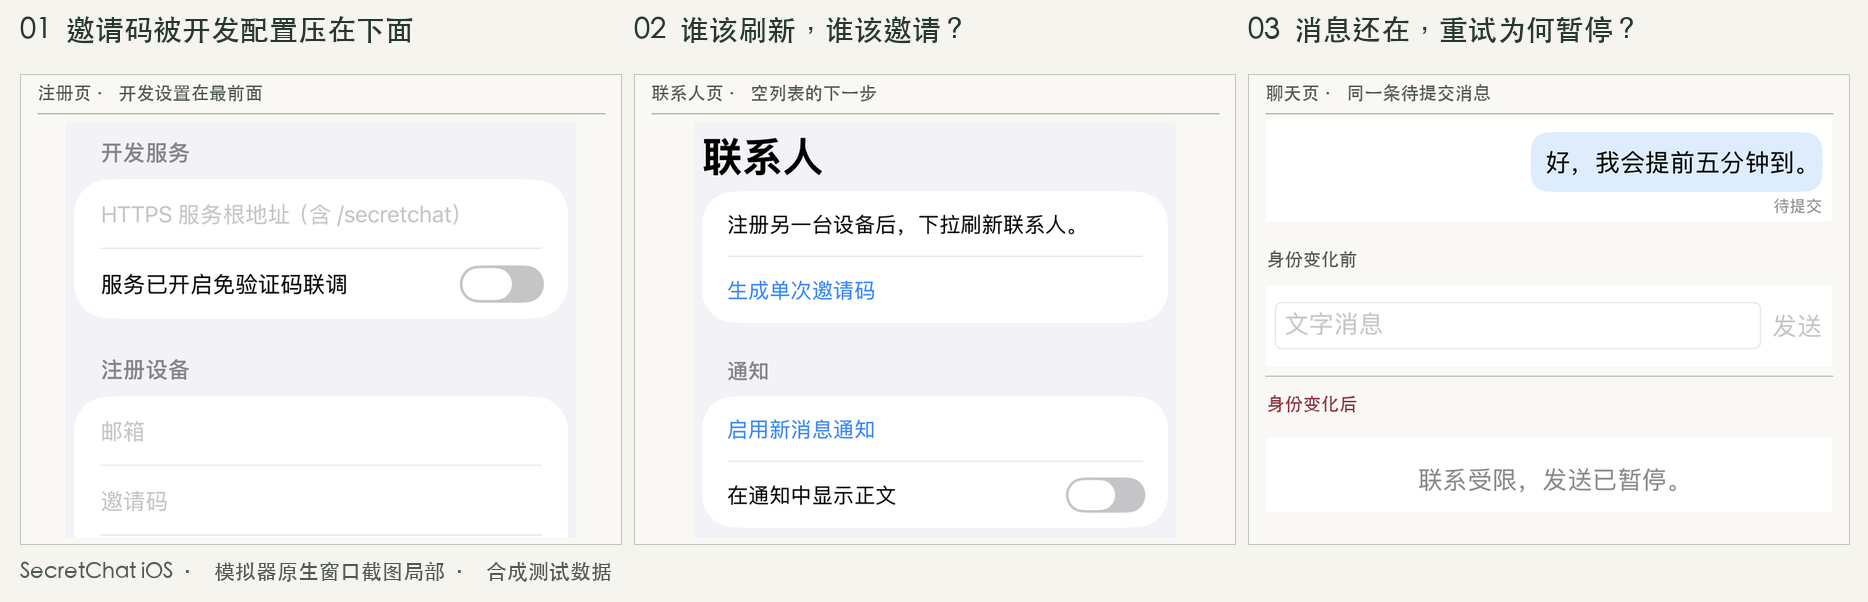 01 邀请码被开发配置压在下面
注册页· 开发设置在最前面
开发服务
HTTPS 服务根地址（含 /secretchat）
服务已开启免验证码联调
注册设备
邮箱
邀请码
02 谁该刷新，谁该邀请？
联系人页· 空列表的下一步
联系人
注册另一台设备后，下拉刷新联系人。
生成单次邀请码
通知
启用新消息通知
在通知中显示正文
03 消息还在，重试为何暂停？
聊天页· 同一条待提交消息
好，我会提前五分钟到。
待提交
身份变化前
文字消息 发送
身份变化后
联系受限，发送已暂停。
SecretChat iOS · 模拟器原生窗口截图局部 · 合成测试数据